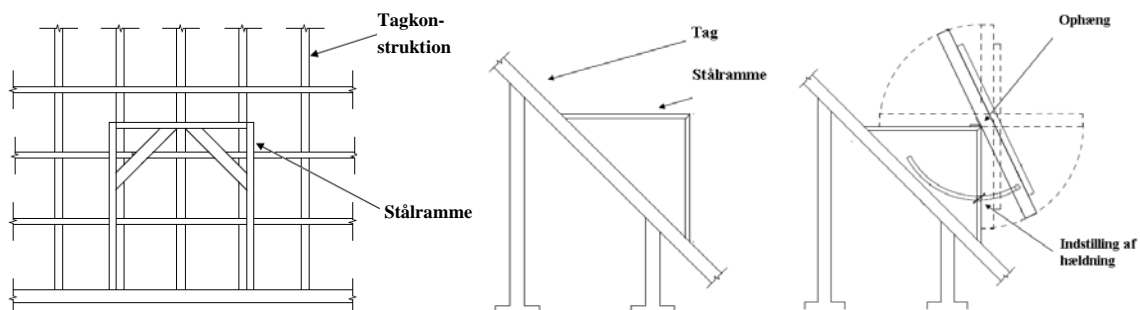 Tagkon-
struktion
Stålramme
Tag
Stålramme
Ophæng
Indstilling af
hældning